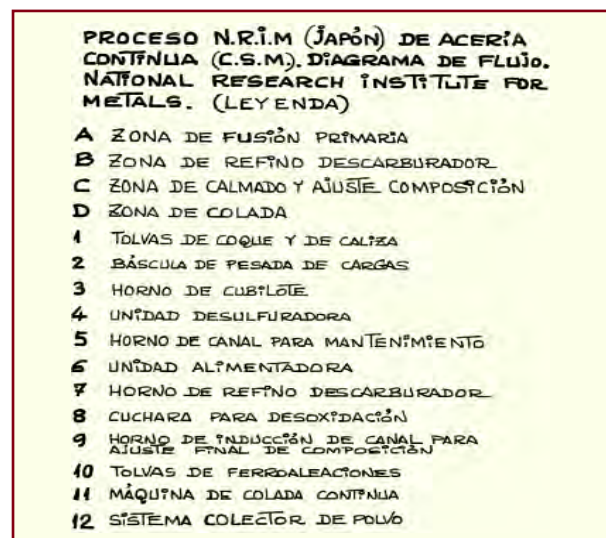 PROCESO N.R.I.M (JAPÓN) DE ACERÍA
CONTÍNUA (C.S.M). DIAGRAMA DE FLUJO.
NATIONAL RESEARCH INSTITUTE FOR
METALS. (LEYENDA)
A ZONA DE FUSIÓN PRIMARIA
B ZONA DE REFINO DESCARBURADOR
C ZONA DE CALMADO Y AJUSTE COMPOSICIÓN
D ZONA DE COLADA
1 TOLVAS DE COQUE Y DE CALIZA
2 BÁSCULA DE PESADA DE CARGAS
3 HORNO DE CUBILOTE
4 UNIDAD DESULFURADORA
5 HORNO DE CANAL PARA MANTENIMIENTO
6 UNIDAD ALIMENTADORA
7 HORNO DE REFINO DESCARBURADOR
8 CUCHARA PARA DESOXIDACIÓN
9 HORNO DE INDUCCIÓN DE CANAL PARA
AJUSTE FINAL DE COMPOSICIÓN
10 TOLVAS DE FERROALEACIONES
11 MÁQUINA DE COLADA CONTINUA
12 SISTEMA COLECTOR DE POLVO